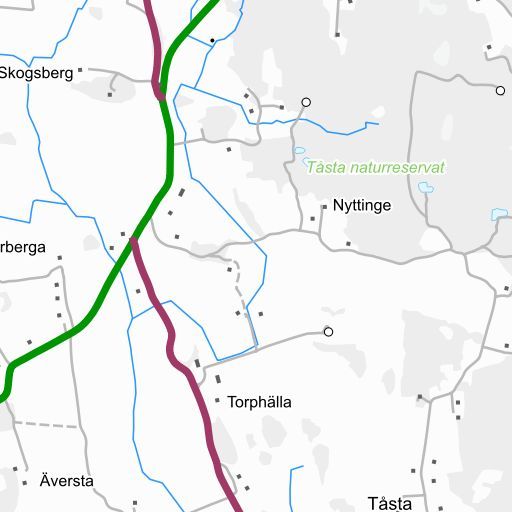 Skogsberg
Tåsta naturreservat
Nyttinge
rberga
Torphälla
Äversta
Tåsta